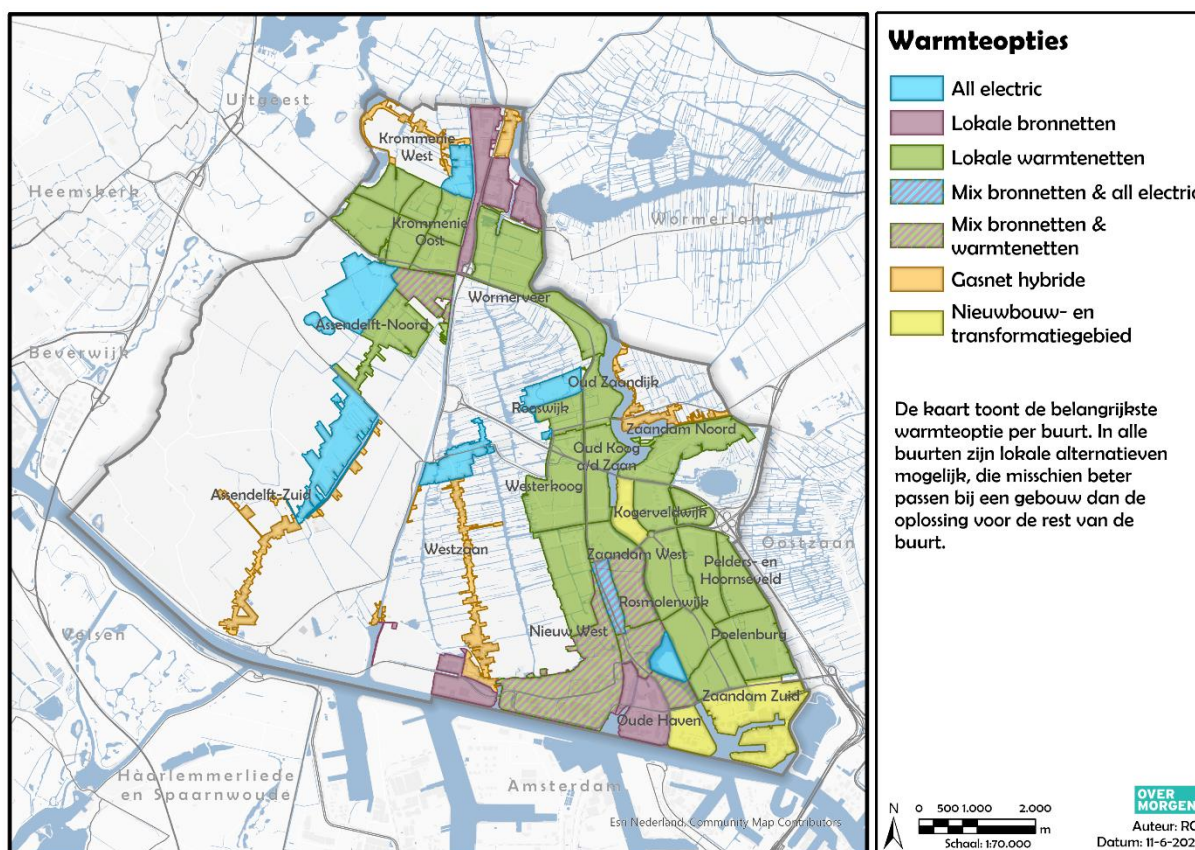 Warmteopties
All electric
Lokale bronnetten
Lokale warmtenetten
Mix bronnetten & all electric
Mix bronnetten &
warmtenetten
Gasnet hybride
Nieuwbouw- en
transformatiegebied
De kaart toont de belangrijkste
warmteoptie per buurt. In alle
buurten zijn lokale alternatieven
mogelijk, die misschien beter
passen bij een gebouw dan de
oplossing voor de rest van de
buurt.
Uitgeest
Krommenie
West
Heemskerk
Wormerland
Krommenie
Oost
Wormerveer
Assendelft-Noord
Beverwijk
Oud Zaandijk
Rooswijk
Zaandam Noord
Oud Koog
a/d Zaan
Westerkoog
Assendelft-Zuid
Kogerveldwijk
Oostzaan
Westzaan
Zaandam West
Pelders- en
Hoornseveld
Rosmolenwijk
Velsen
Nieuw West
Poelenburg
Zaandam Zuid
Oude Haven
Haarlemmerliede
en Spaarnwoude
Amsterdam
Esri Nederland, Community Map Contributors
N
0 500 1.000 2.000
m
Schaal: 1:70.000
OVER
MORGEN
Auteur: RO
Datum: 11-6-202